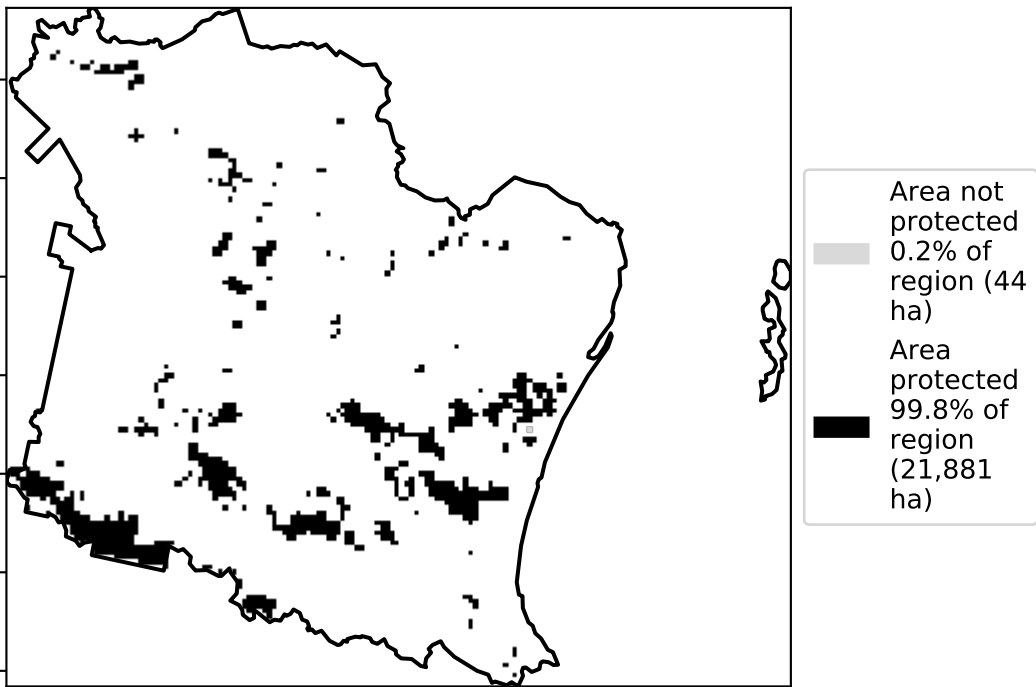 Area not
protected
0.2% of
region (44
ha)
Area
protected
99.8% of
region
(21,881
ha)